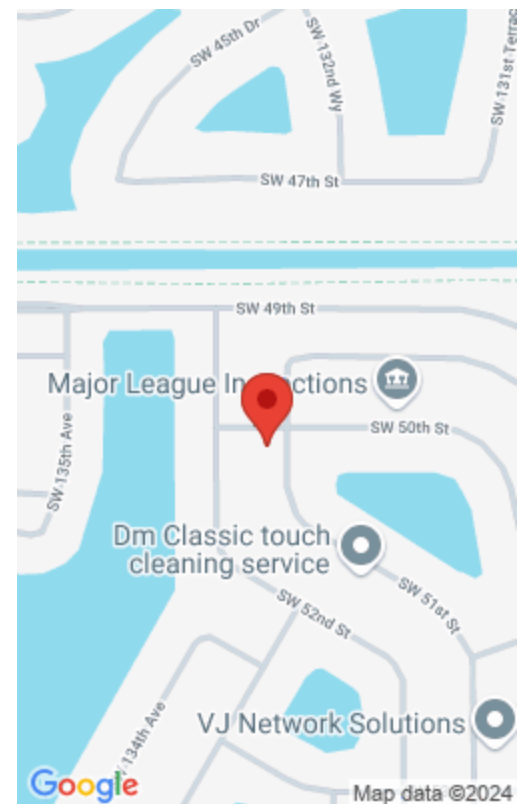 SW 45th Dr
SW 132nd Wy
SW 131st Terrac
SW 47th St
SW 49th St
Major League In
ctions
SW 50th St
SW 135th Ave
Dm Classic touch
cleaning service
SW 51st St
SW 52nd St
134th Ave
VJ Network Solutions
Google
Map data ©2024